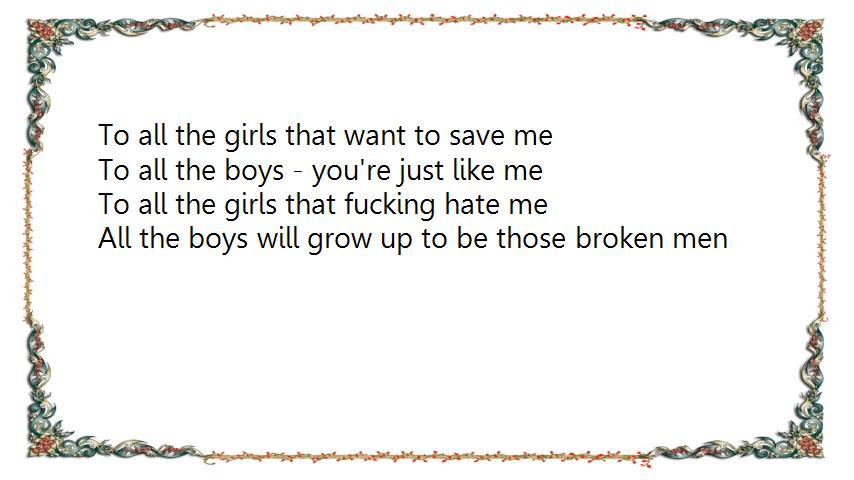 To all the girls that want to save me
To all the boys - you're just like me
To all the girls that fucking hate me
All the boys will grow up to be those broken men